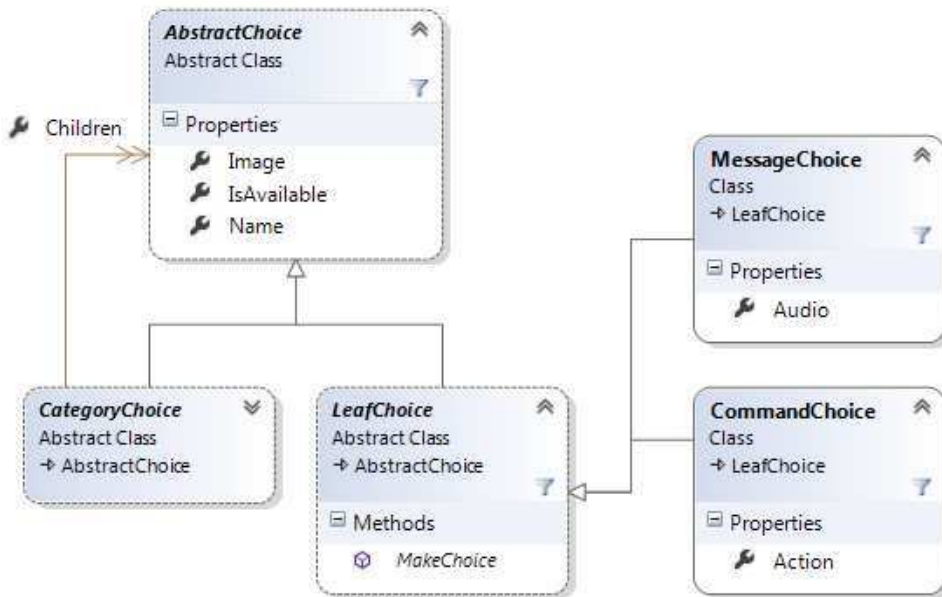 AbstractChoice
Abstract Class
Properties
Image
IsAvailable
Name
Children
CategoryChoice
Abstract Class
AbstractChoice
LeafChoice
Abstract Class
AbstractChoice
Methods
MakeChoice
MessageChoice
Class
LeafChoice
Properties
Audio
CommandChoice
Class
LeafChoice
Properties
Action